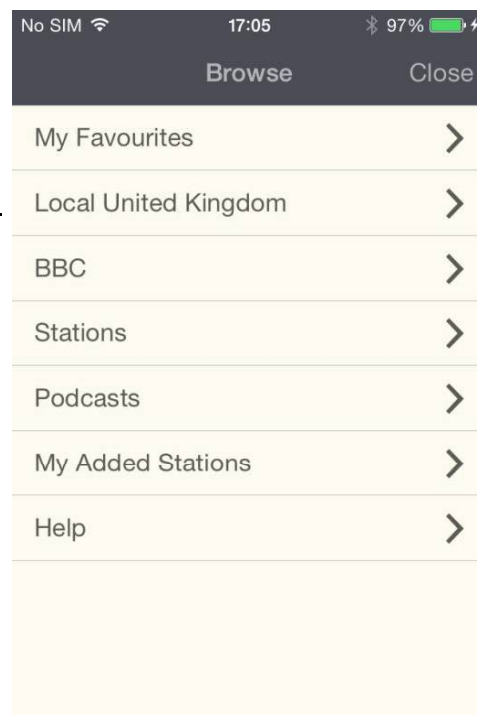 No SIM 17:05 97%
Browse Close
My Favourites
Local United Kingdom
BBC
Stations
Podcasts
My Added Stations
Help